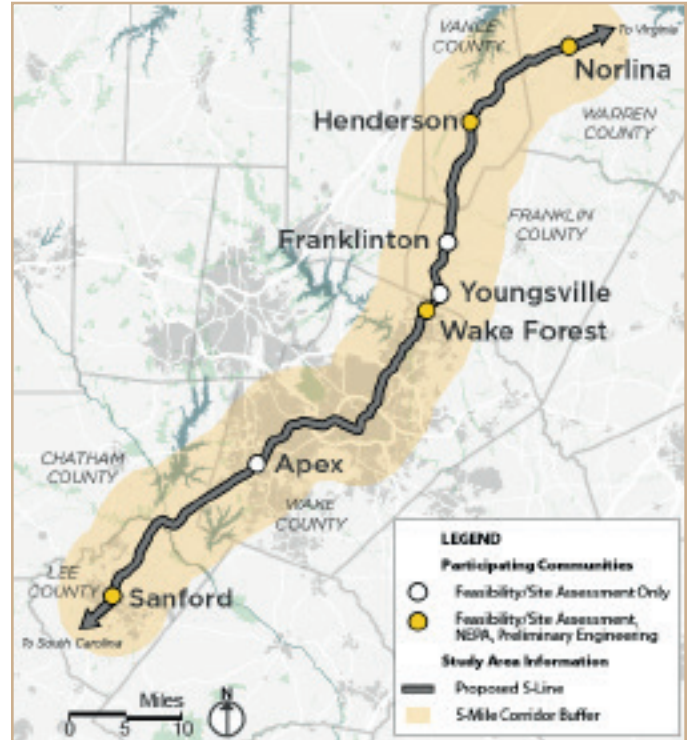 To Virginia
VANCE
COUNTY
Norlina
Henderson
WARREN
COUNTY
FRANKLIN
COUNTY
Franklinton
Youngsville
Wake Forest
Apex
CHATHAM
COUNTY
WAKE
COUNTY
LEE
COUNTY
Sanford
To South Carolina
Miles
0 5 10
N
LEGEND
Participating Communities
Feasibility/Site Assessment Only
Feasibility/Site Assessment,
NEPA, Preliminary Engineering
Study Area Information
Proposed S-Line
5-Mile Corridor Buffer